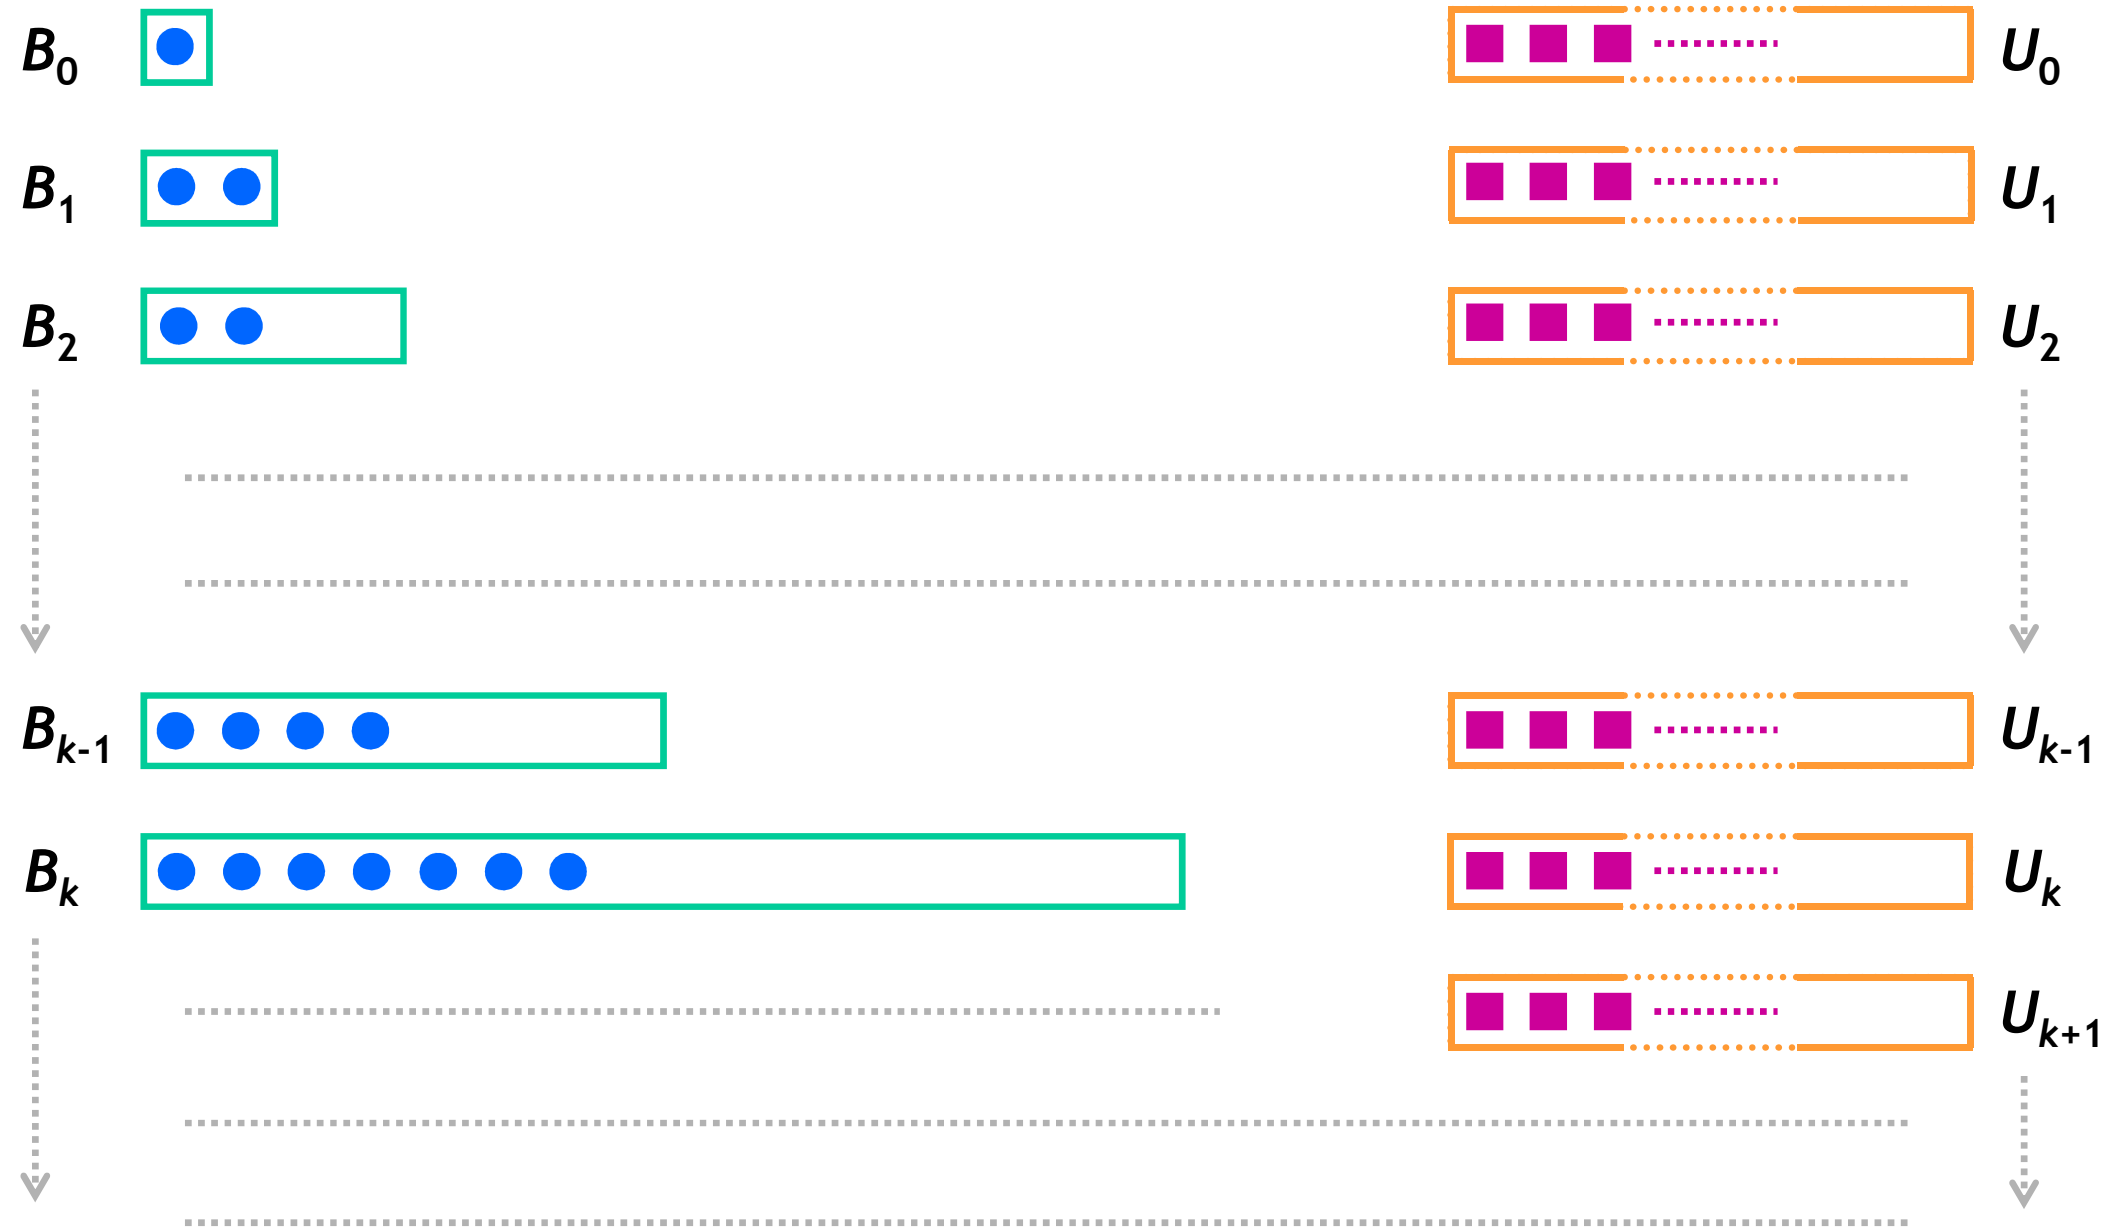 B₀ U₀
B₁ U₁
B₂ U₂
Bₖ₋₁ Uₖ₋₁
Bₖ Uₖ
Uₖ₊₁